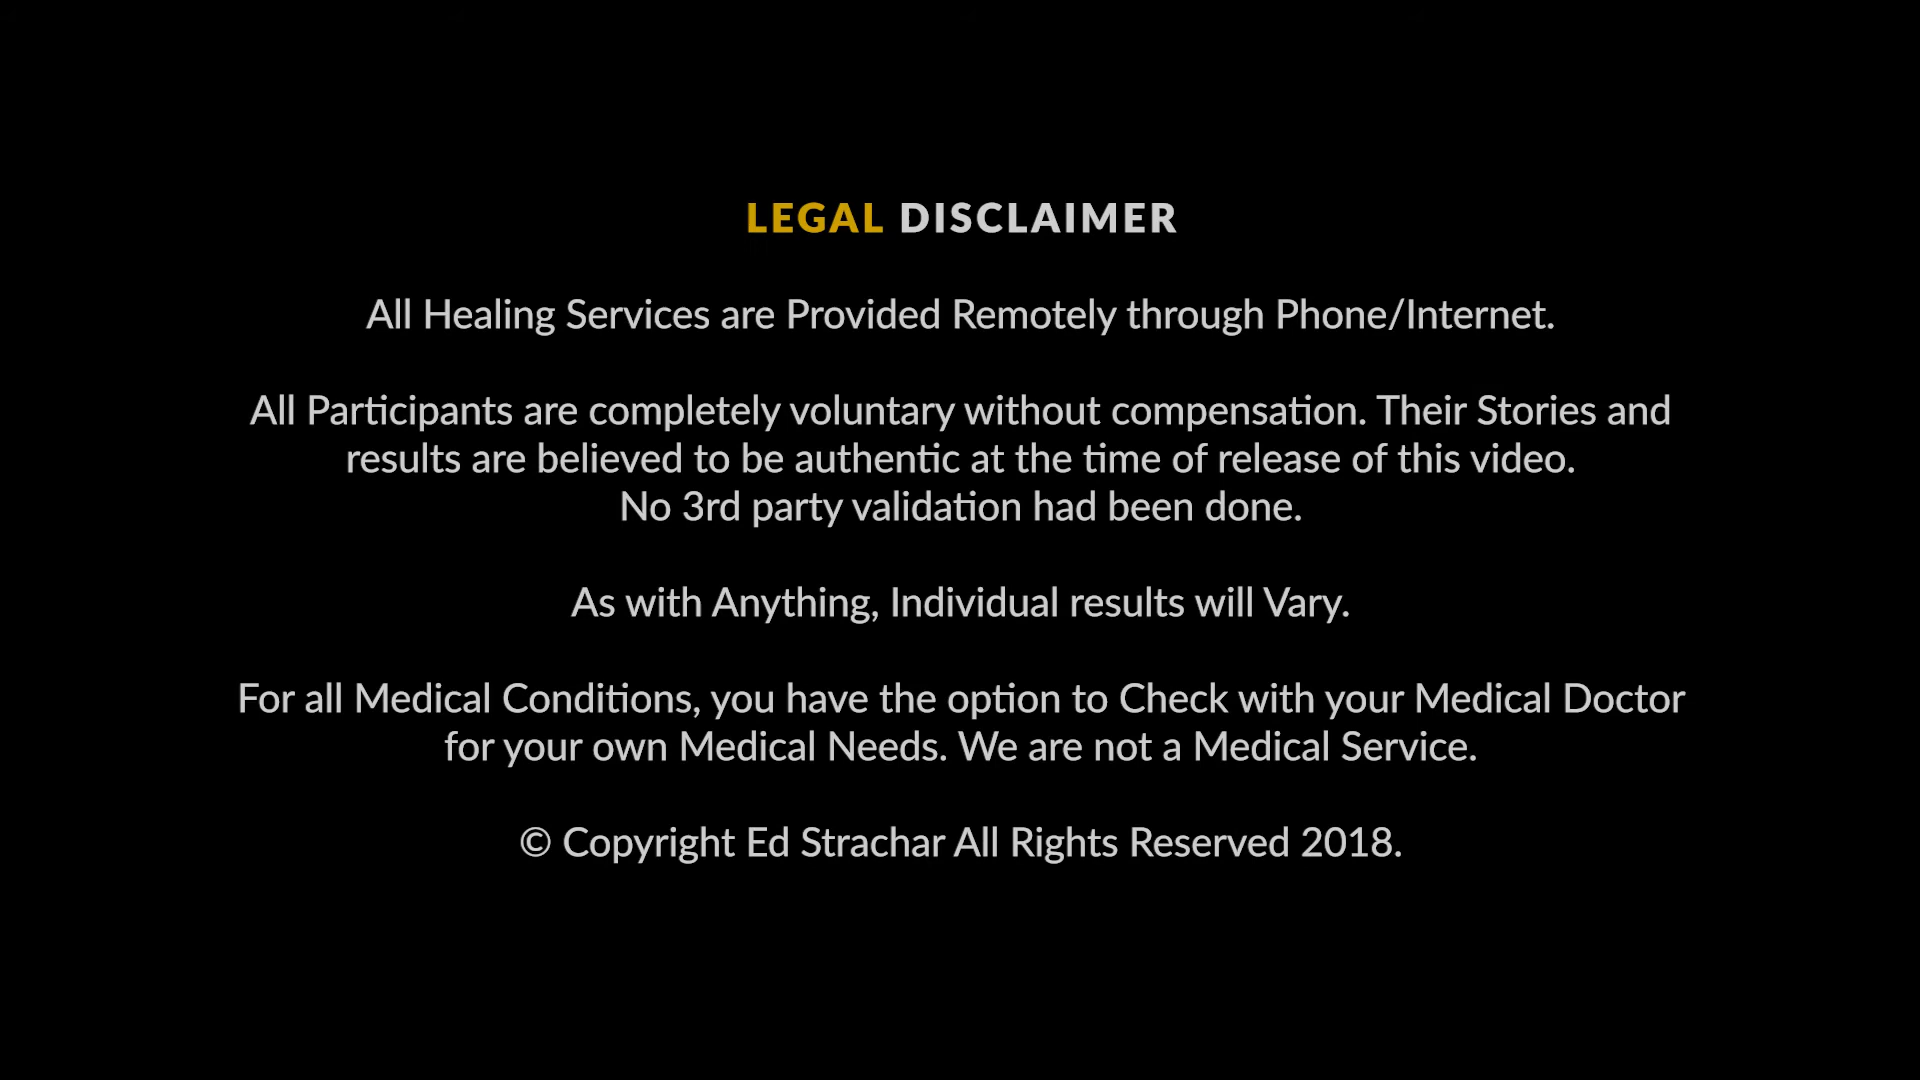 LEGAL DISCLAIMER
All Healing Services are Provided Remotely through Phone/Internet.
All Participants are completely voluntary without compensation. Their Stories and
results are believed to be authentic at the time of release of this video.
No 3rd party validation had been done.
As with Anything, Individual results will Vary.
For all Medical Conditions, you have the option to Check with your Medical Doctor
for your own Medical Needs. We are not a Medical Service.
© Copyright Ed Strachar All Rights Reserved 2018.